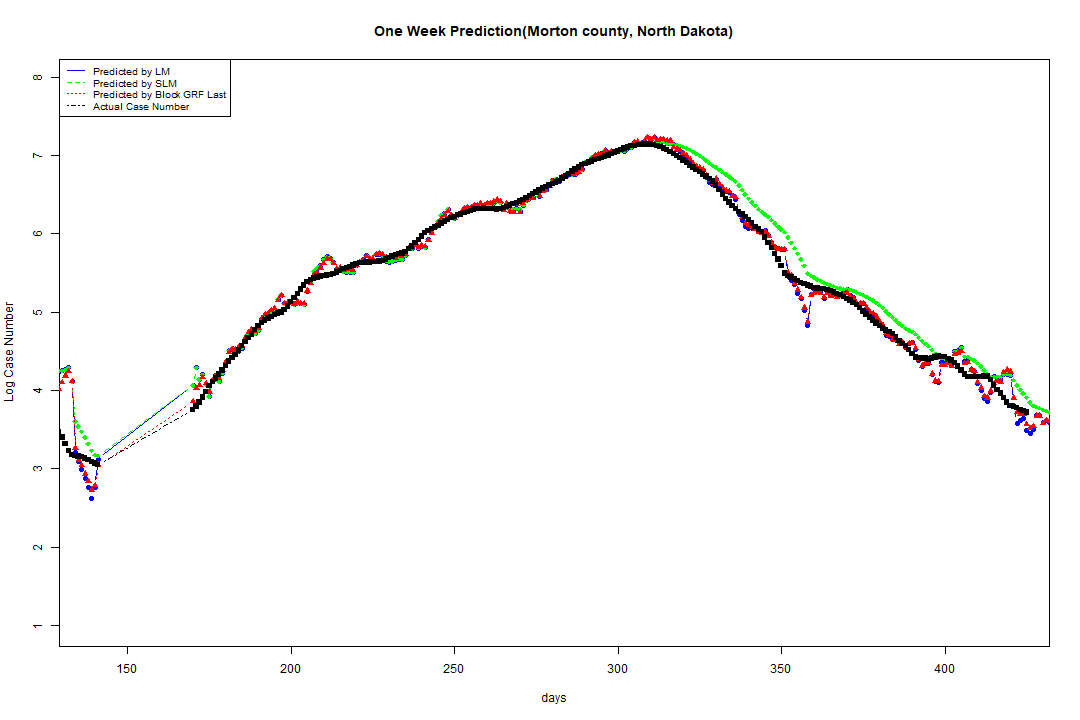 One Week Prediction(Morton county, North Dakota)
Predicted by LM
Predicted by SLM
Predicted by Block GRF Last
Actual Case Number
Log Case Number
8
7
6
5
4
3
2
1
150 200 250 300 350 400
days